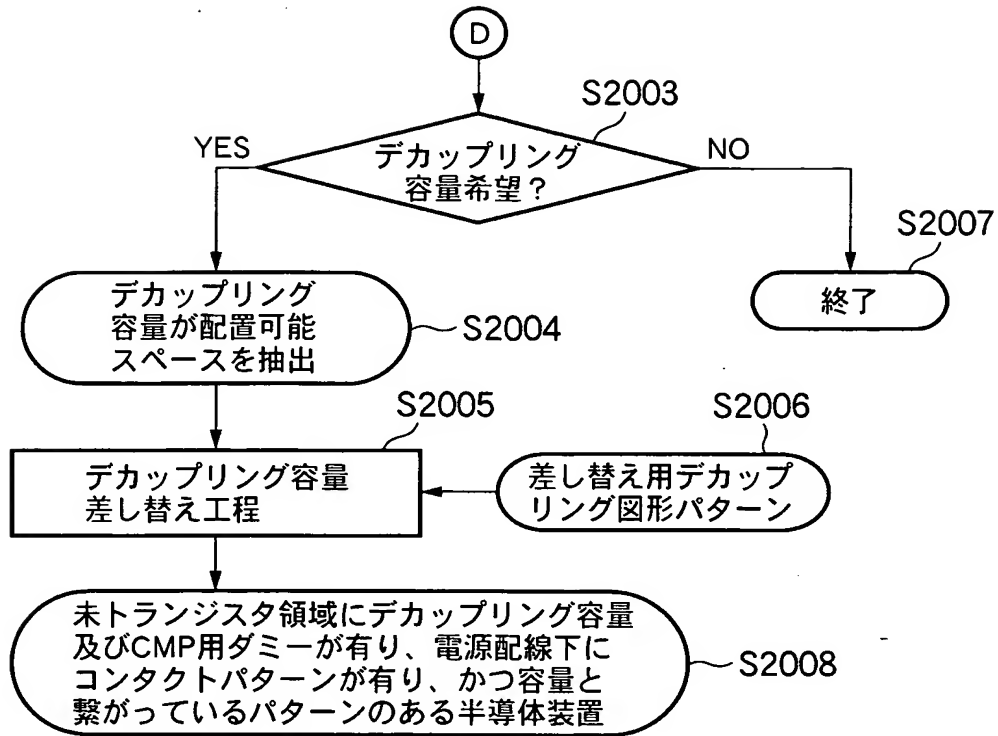 D
S2003
YES
デカップリング
容量希望？
NO
S2007
終了
デカップリング
容量が配置可能
スペースを抽出
S2004
S2005
S2006
デカップリング容量
差し替え工程
差し替え用デカップ
リング図形パターン
未トランジスタ領域にデカップリング容量
及びCMP用ダミーが有り、電源配線下に
コンタクトパターンが有り、かつ容量と
繋がっているパターンのある半導体装置
S2008